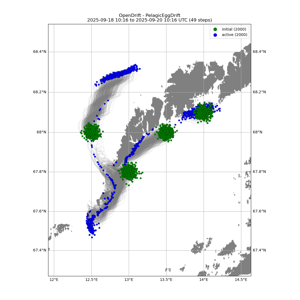 OpenDrift - PelagicEggDrift
2025-09-18 10:16 to 2025-09-20 10:16 UTC (49 steps)
initial (2000)
active (2000)
68.4°N
68.4°N
68.2°N
68.2°N
68°N
68°N
67.8°N
67.8°N
67.6°N
67.6°N
67.4°N
67.4°N
12°E
12.5°E
13°E
13.5°E
14°E
14.5°E